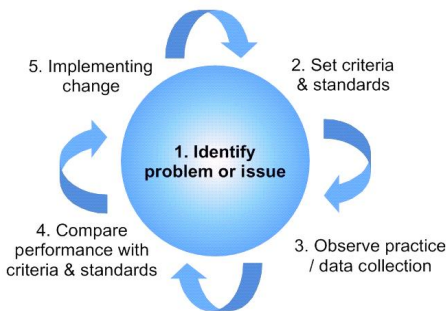 1. Identify
problem or issue
2. Set criteria
& standards
3. Observe practice
/ data collection
4. Compare
performance with
criteria & standards
5. Implementing
change